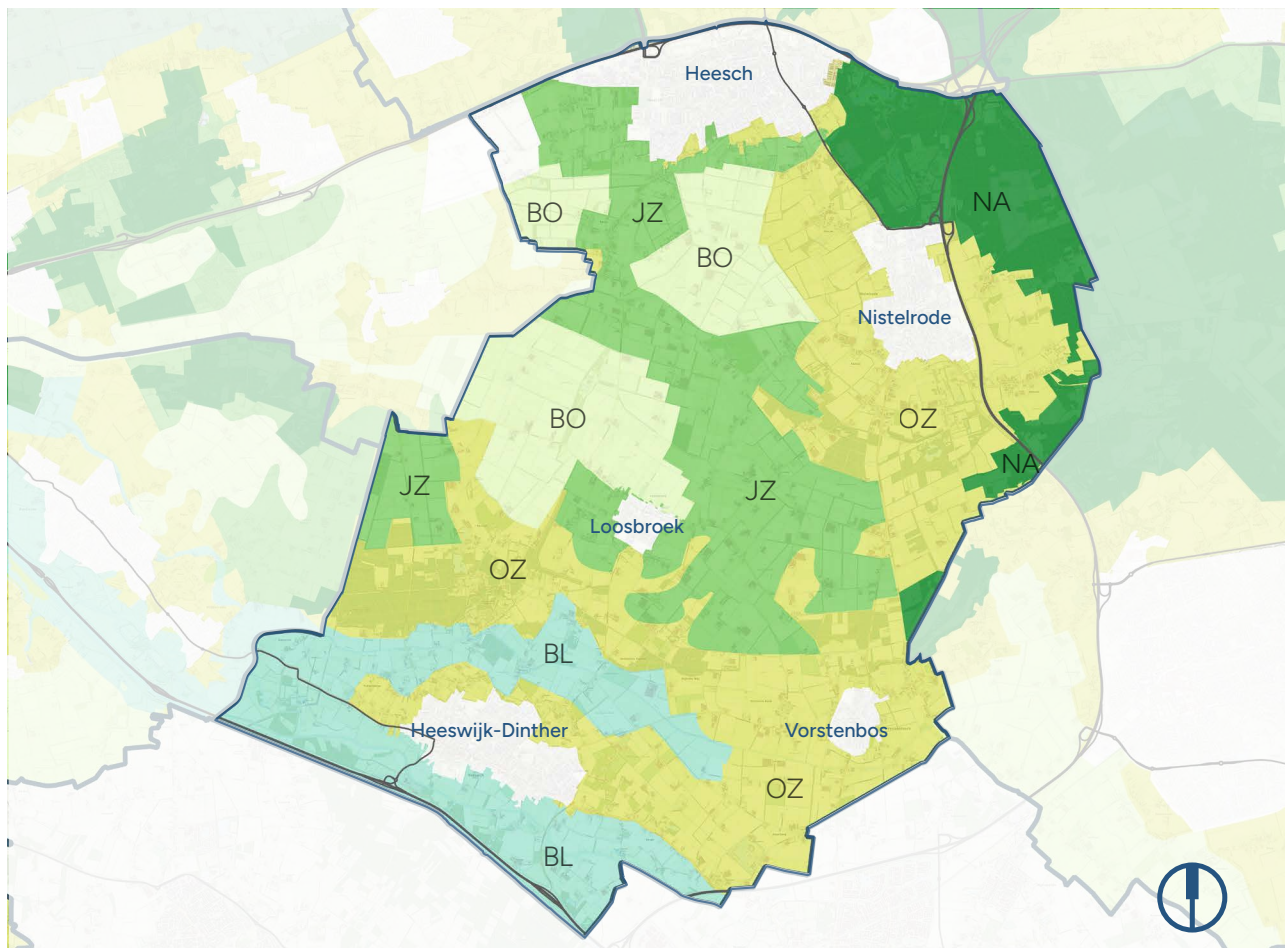 Heesch
NA
BO
JZ
BO
Nistelrode
BO
OZ
NA
JZ
JZ
Loosbroek
OZ
BL
Heeswijk-Dinther
Vorstenbos
OZ
BL